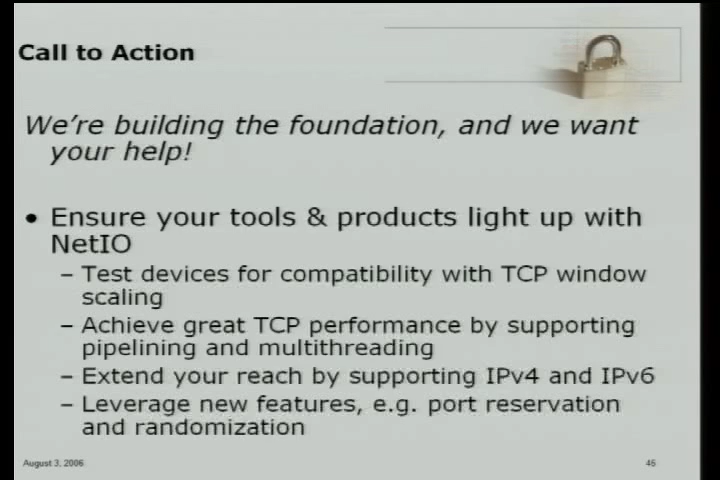 Call to Action
We're building the foundation, and we want
your help!
• Ensure your tools & products light up with
NetIO
– Test devices for compatibility with TCP window
scaling
– Achieve great TCP performance by supporting
pipelining and multithreading
– Extend your reach by supporting IPv4 and IPv6
– Leverage new features, e.g. port reservation
and randomization
August 3, 2006
46